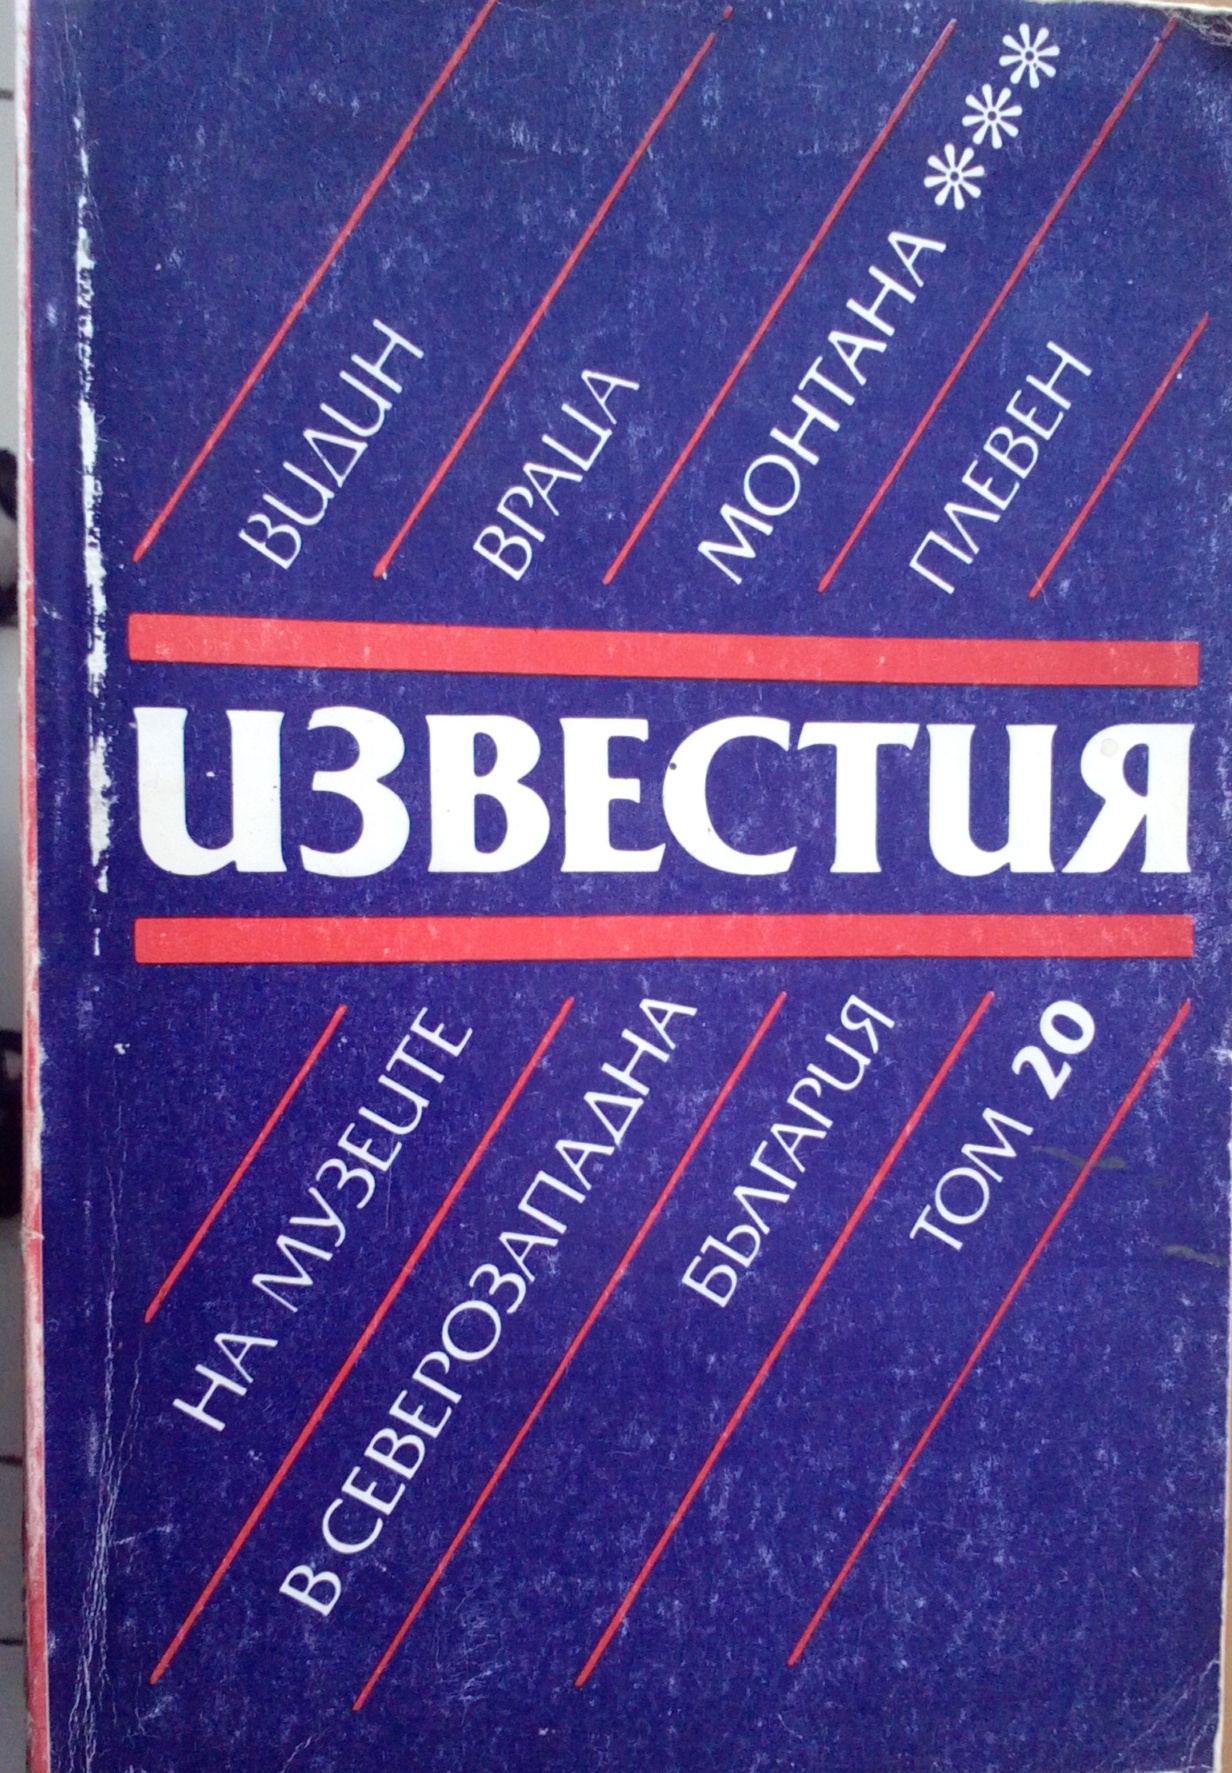 ВИДИН
ВРАЦА
МОНТАНА
ПЛЕВЕН
ИЗВЕСТИЯ
НА МУЗЕИТЕ
В СЕВЕРОЗАПАДНА
БЪЛГАРИЯ
ТОМ 20